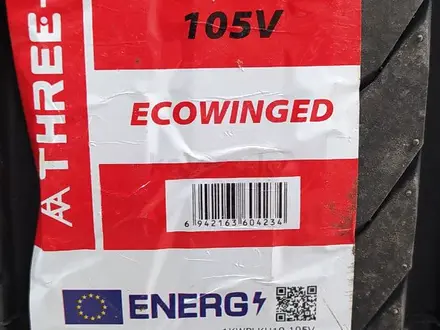 THREE-
105V
ECOWINGED
6 942163 604234
ENERG